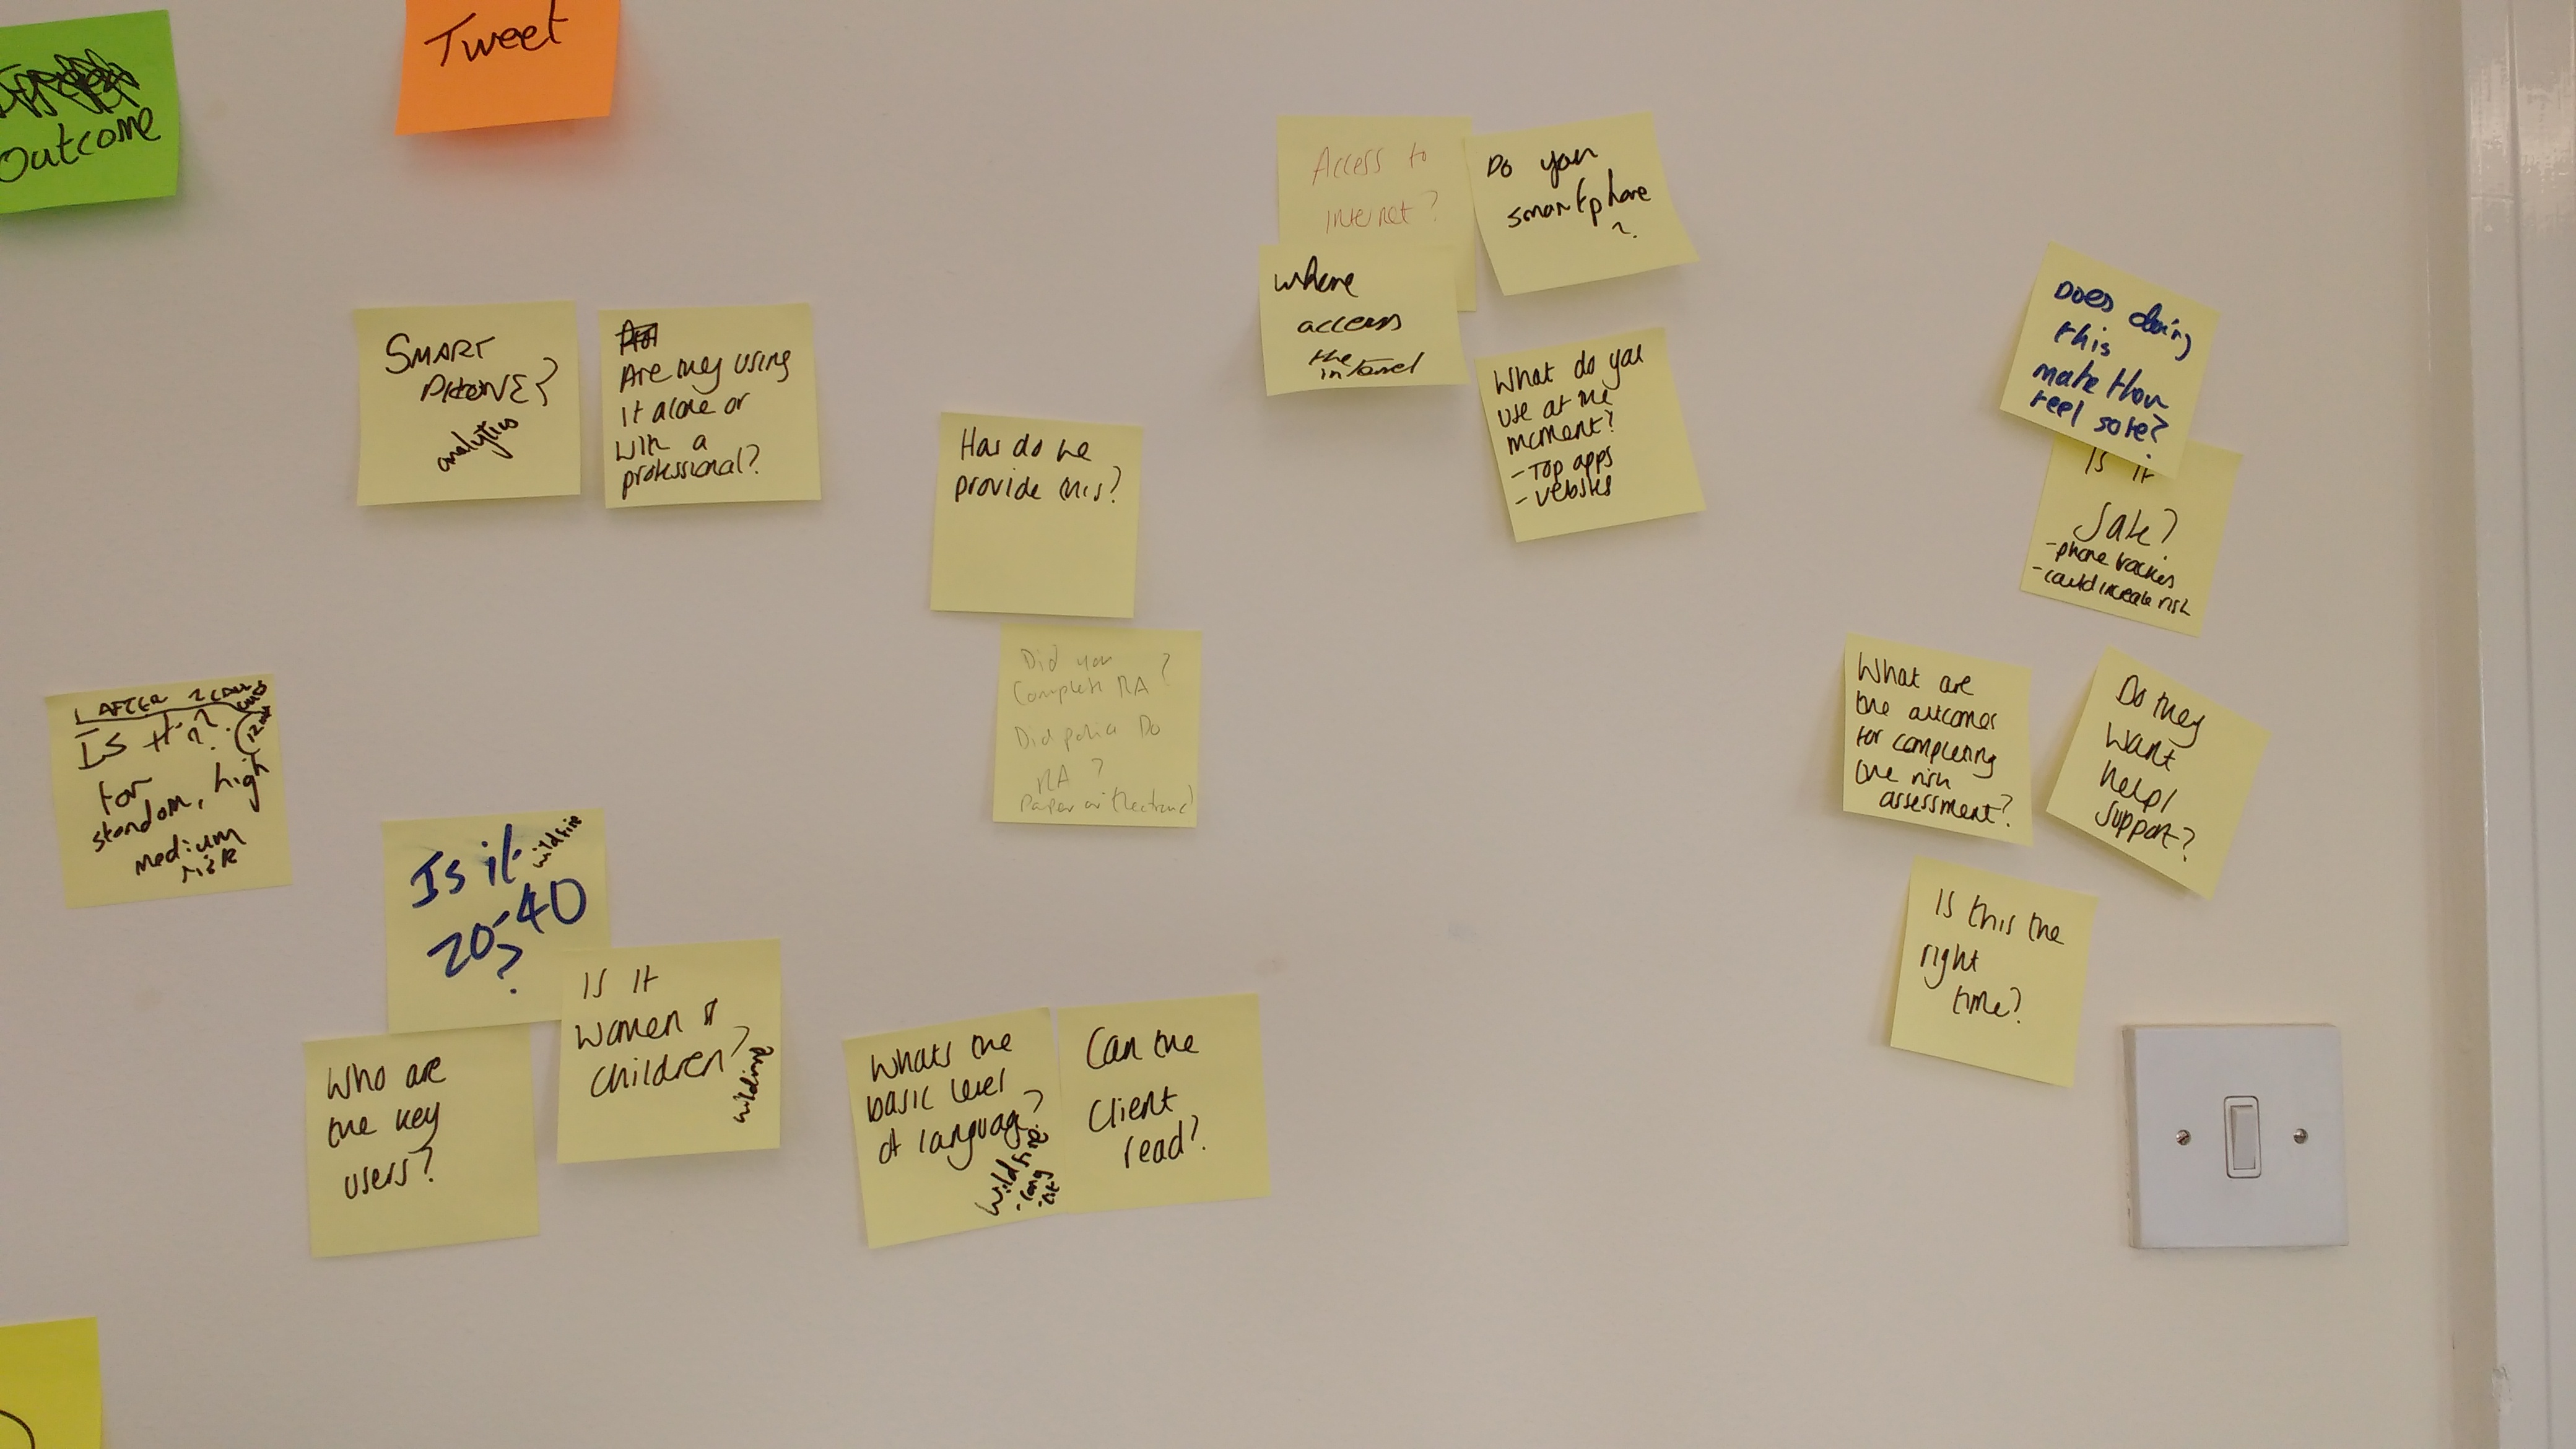 Outcome
Tweet
SMART
PHONE?
analytics
Are they using
it alone or
with a
professional?
How do we
provide this?
Did you
Complete RA?
Did police Do
RA?
Paper or Electronic?
Access to
internet?
Do you
smartphone
?
where
access
the
internet
What do you
use at the
moment?
- Top apps
- websites
Does doing
this
make them
feel safe?
Is it
Safe?
- phone trackers
- could increase risk
What are
the outcomes
for completing
the risk
assessment?
Do they
want
help/
support?
Is this the
right
time?
1 AFTER
Is it
for
standard, high
medium
risk
Is it
wildfire
20-40
?
Is it
Women &
children?
wildfire
Who are
the key
users?
Whats the
basic level
of language?
wildfire
- long
Can the
client
read?